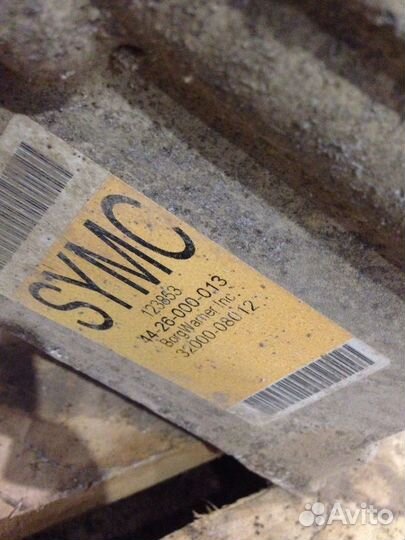 SYMC
123853
44-26-000-013
BorgWarner Inc.
32000-08012
Avito